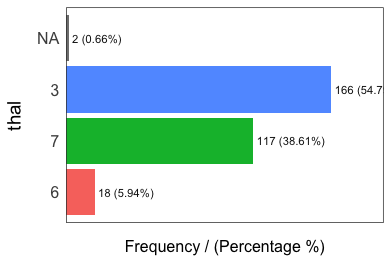 NA 2 (0.66%)
3 166 (54.7
7 117 (38.61%)
6 18 (5.94%)
thal
Frequency / (Percentage %)